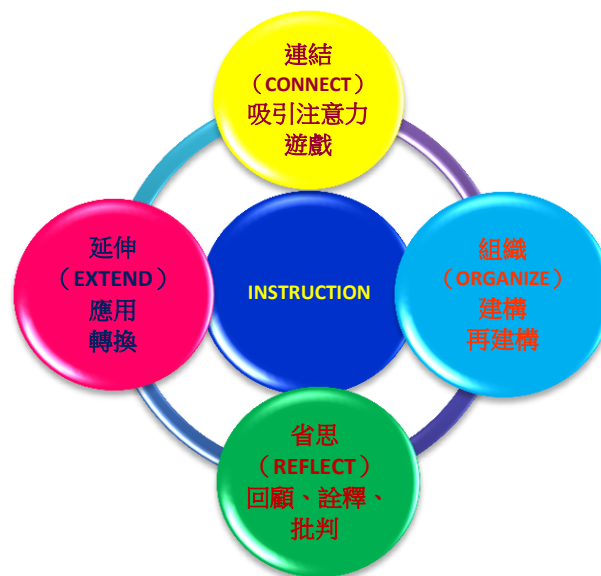 連結
（CONNECT）
吸引注意力
遊戲
延伸
（EXTEND）
應用
轉換
INSTRUCTION
組織
（ORGANIZE）
建構
再建構
省思
（REFLECT）
回顧、詮釋、
批判